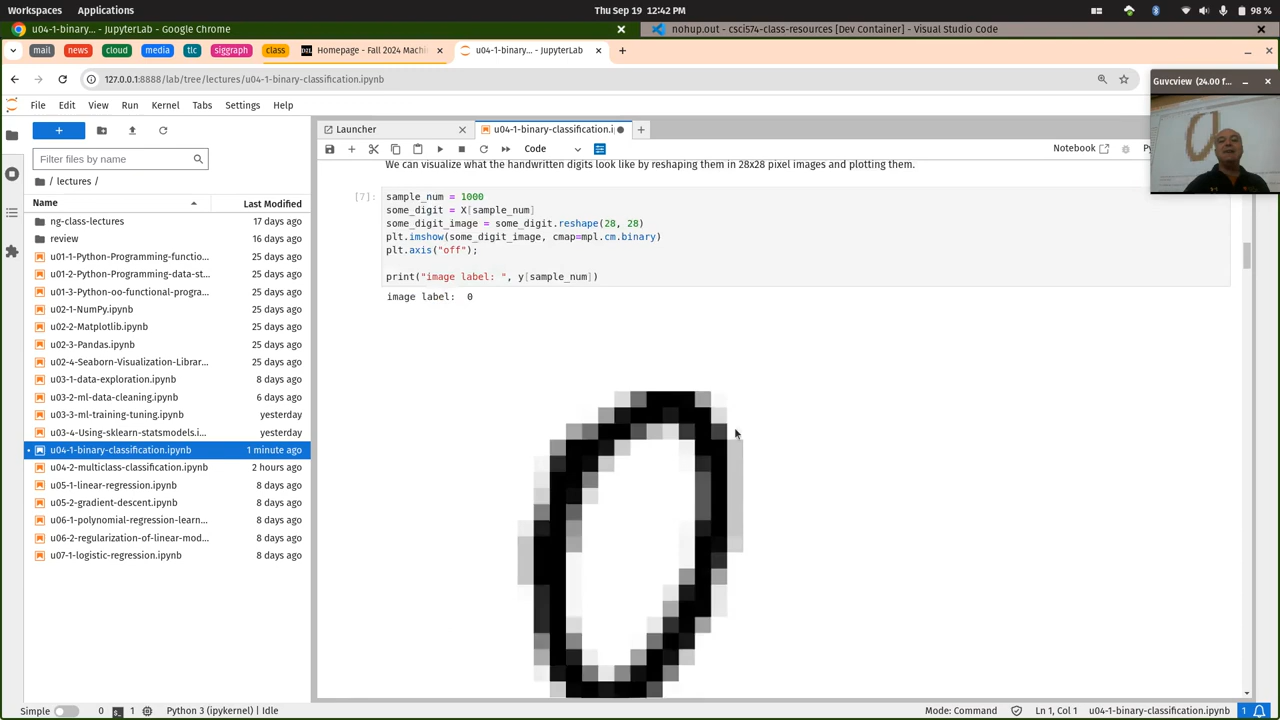 Workspaces Applications Thu Sep 19 12:42 PM 98 %
u04-1-binary... - JupyterLab - Google Chrome
nohup.out - csci574-class-resources [Dev Container] - Visual Studio Code
mail news cloud media tlc siggraph class Homepage - Fall 2024 Machi u04-1-binary... - JupyterLab
127.0.0.1:8888/lab/tree/lectures/u04-1-binary-classification.ipynb
Guvcview (24.00 f...
File Edit View Run Kernel Tabs Settings Help
Launcher
u04-1-binary-classification.i
Code
Notebook
Filter files by name
/ lectures /
Name Last Modified
ng-class-lectures 17 days ago
review 16 days ago
u01-1-Python-Programming-functio... 25 days ago
u01-2-Python-Programming-data-st... 25 days ago
u01-3-Python-oo-functional-progra... 25 days ago
u02-1-NumPy.ipynb 25 days ago
u02-2-Matplotlib.ipynb 25 days ago
u02-3-Pandas.ipynb 25 days ago
u02-4-Seaborn-Visualization-Librar... 25 days ago
u03-1-data-exploration.ipynb 8 days ago
u03-2-ml-data-cleaning.ipynb 6 days ago
u03-3-ml-training-tuning.ipynb yesterday
u03-4-Using-sklearn-statsmodels.i... yesterday
u04-1-binary-classification.ipynb 1 minute ago
u04-2-multiclass-classification.ipynb 2 hours ago
u05-1-linear-regression.ipynb 8 days ago
u05-2-gradient-descent.ipynb 8 days ago
u06-1-polynomial-regression-learn... 8 days ago
u06-2-regularization-of-linear-mod... 8 days ago
u07-1-logistic-regression.ipynb 8 days ago
We can visualize what the handwritten digits look like by reshaping them in 28x28 pixel images and plotting them.
[7]: sample_num = 1000
some_digit = X[sample_num]
some_digit_image = some_digit.reshape(28, 28)
plt.imshow(some_digit_image, cmap=mpl.cm.binary)
plt.axis("off");
print("image label: ", y[sample_num])
image label: 0
Simple 0 1 Python 3 (ipykernel) | Idle Mode: Command Ln 1, Col 1 u04-1-binary-classification.ipynb 1